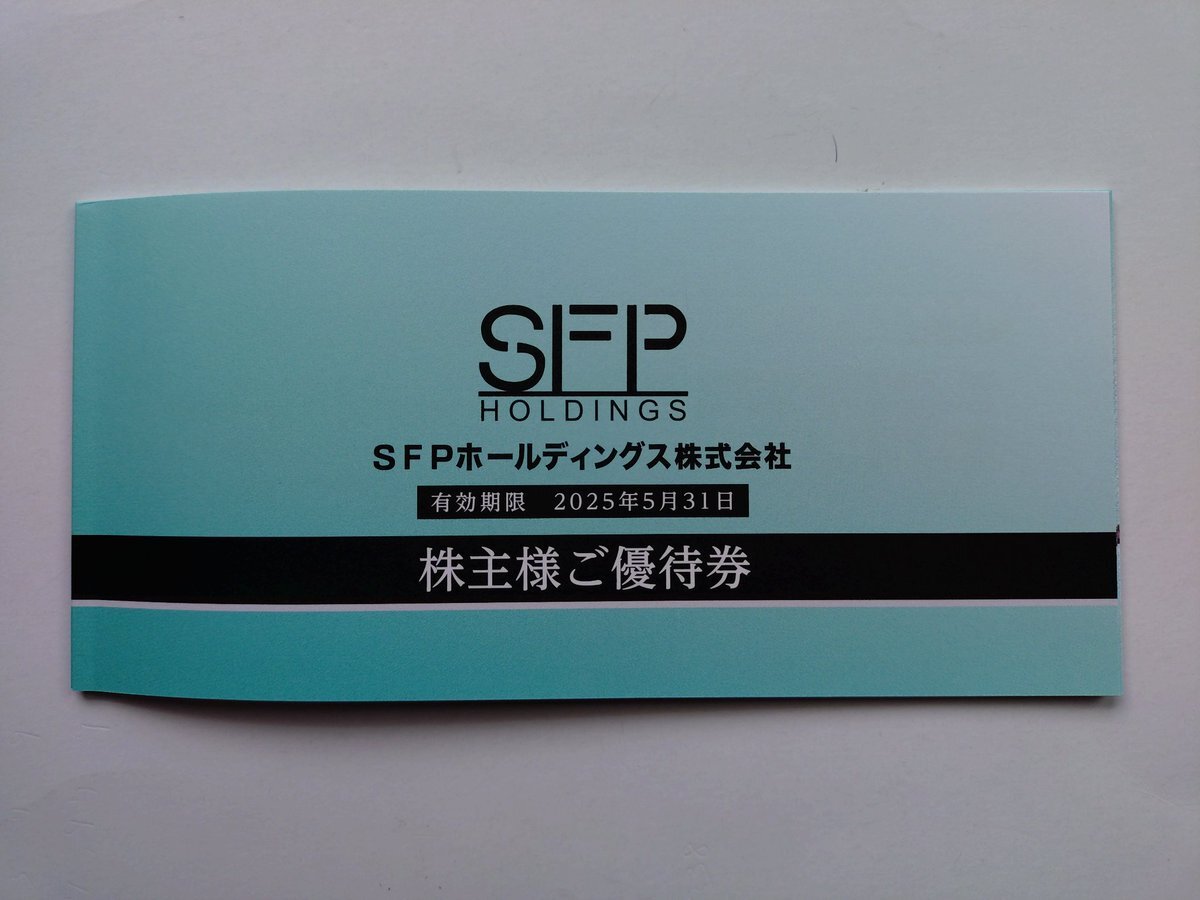 SFP
HOLDINGS
SFPホールディングス株式会社
有効期限　2025年5月31日
株主様ご優待券